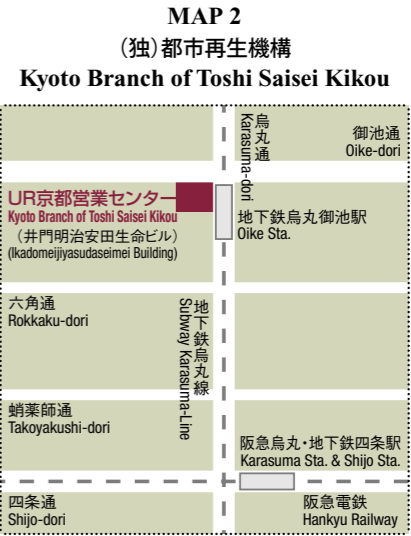 MAP 2
（独）都市再生機構
Kyoto Branch of Toshi Saisei Kikou
烏丸通
Karasuma-dori
御池通
Oike-dori
UR京都営業センター
Kyoto Branch of Toshi Saisei Kikou
（井門明治安田生命ビル）
(Ikadomeijiyasudaseimei Building)
地下鉄烏丸御池駅
Oike Sta.
六角通
Rokkaku-dori
地下鉄烏丸線
Subway Karasuma-Line
蛸薬師通
Takoyakushi-dori
阪急烏丸・地下鉄四条駅
Karasuma Sta. & Shijo Sta.
四条通
Shijo-dori
阪急電鉄
Hankyu Railway